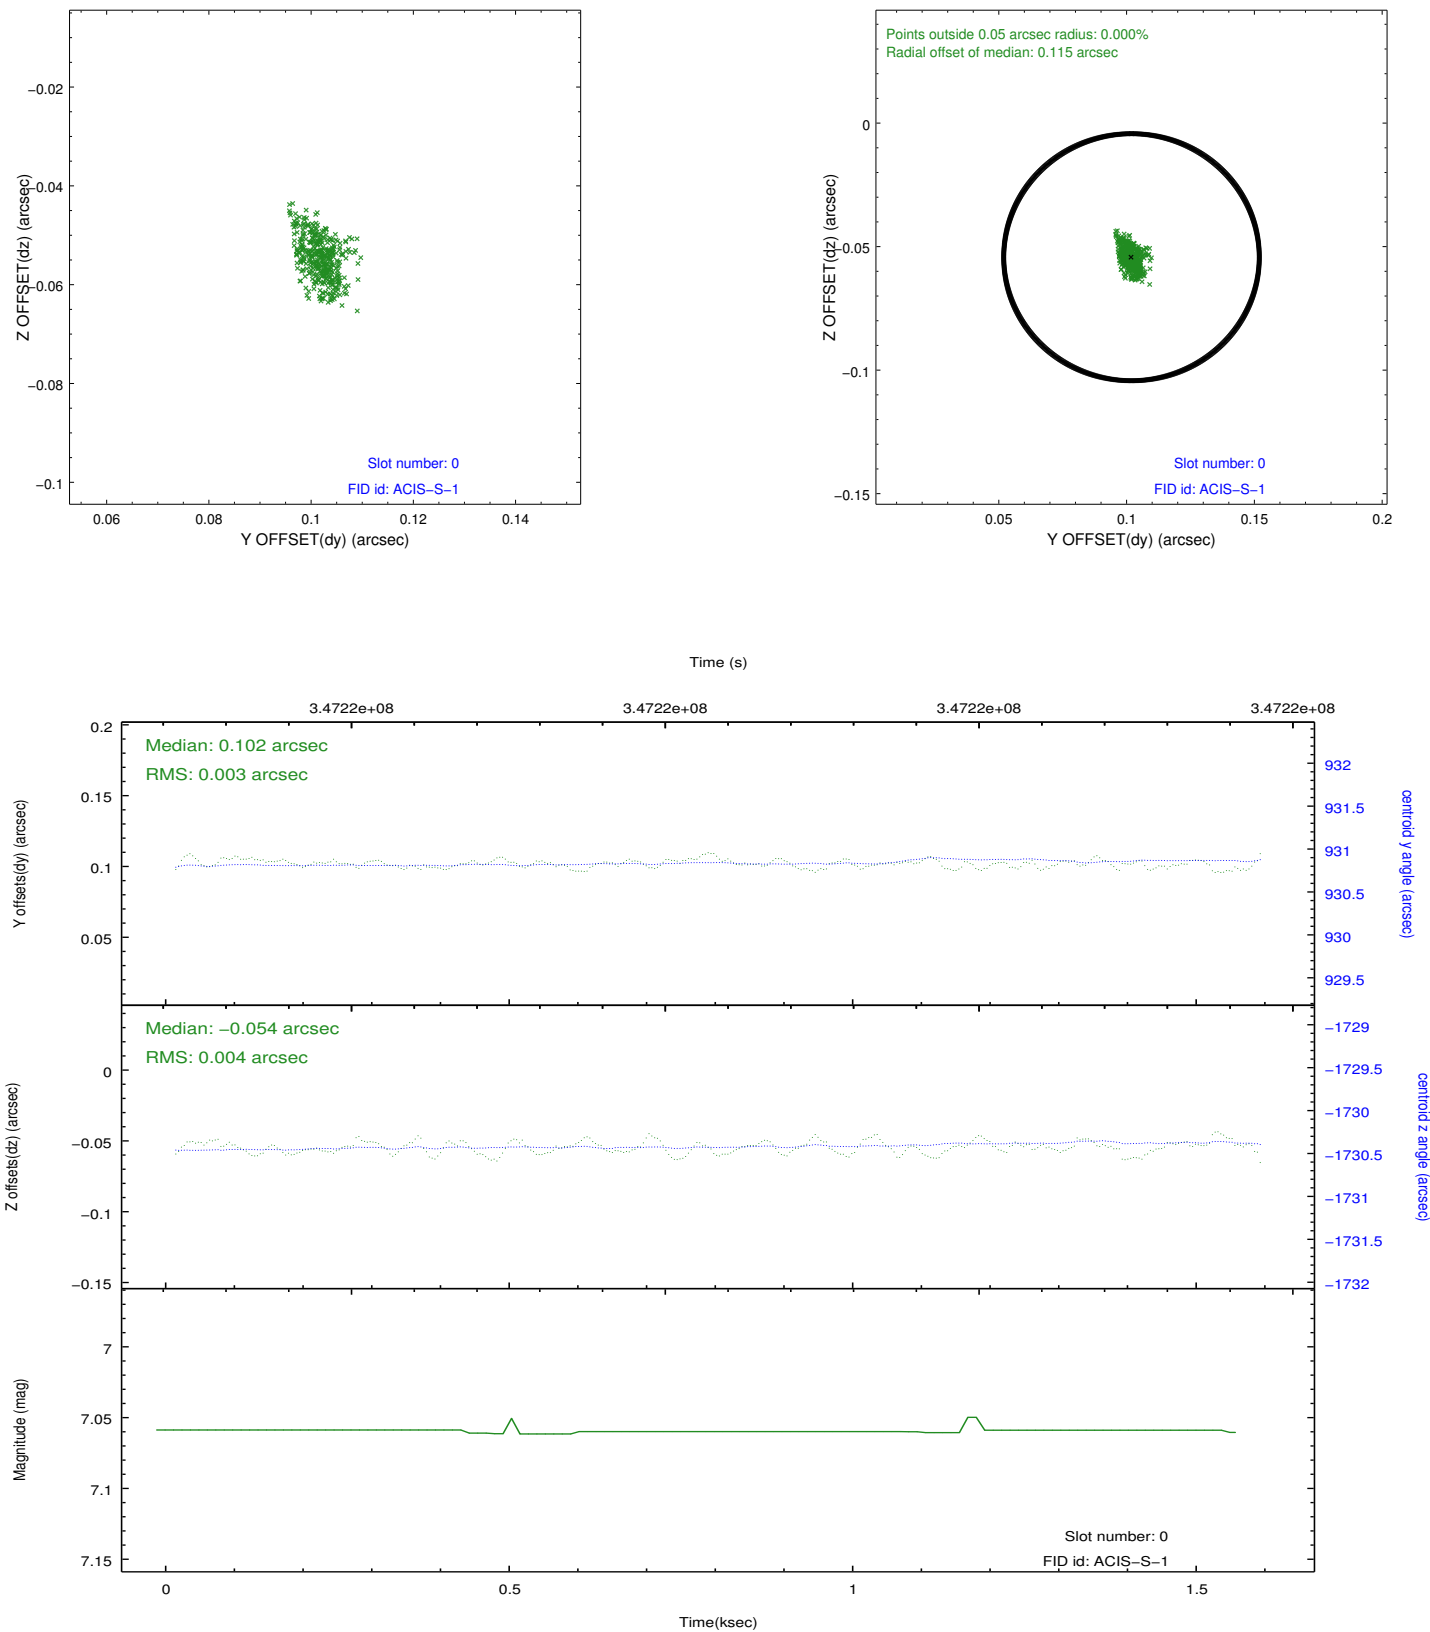 −0.02
−0.04
−0.06
−0.08
−0.1
Z OFFSET(dz) (arcsec)
Slot number: 0
FID id: ACIS−S−1
0.06
0.08
0.1
0.12
0.14
Y OFFSET(dy) (arcsec)
Points outside 0.05 arcsec radius: 0.000%
Radial offset of median: 0.115 arcsec
0
−0.05
−0.1
−0.15
Z OFFSET(dz) (arcsec)
Slot number: 0
FID id: ACIS−S−1
0.05
0.1
0.15
0.2
Y OFFSET(dy) (arcsec)
Time (s)
3.4722e+08
3.4722e+08
3.4722e+08
3.4722e+08
Median: 0.102 arcsec
RMS: 0.003 arcsec
0.2
0.15
0.1
0.05
Y offsets(dy) (arcsec)
932
931.5
931
930.5
930
929.5
centroid y angle (arcsec)
Median: −0.054 arcsec
RMS: 0.004 arcsec
0
−0.05
−0.1
−0.15
Z offsets(dz) (arcsec)
−1729
−1729.5
−1730
−1730.5
−1731
−1731.5
−1732
centroid z angle (arcsec)
7
7.05
7.1
7.15
Magnitude (mag)
Slot number: 0
FID id: ACIS−S−1
0
0.5
1
1.5
Time(ksec)